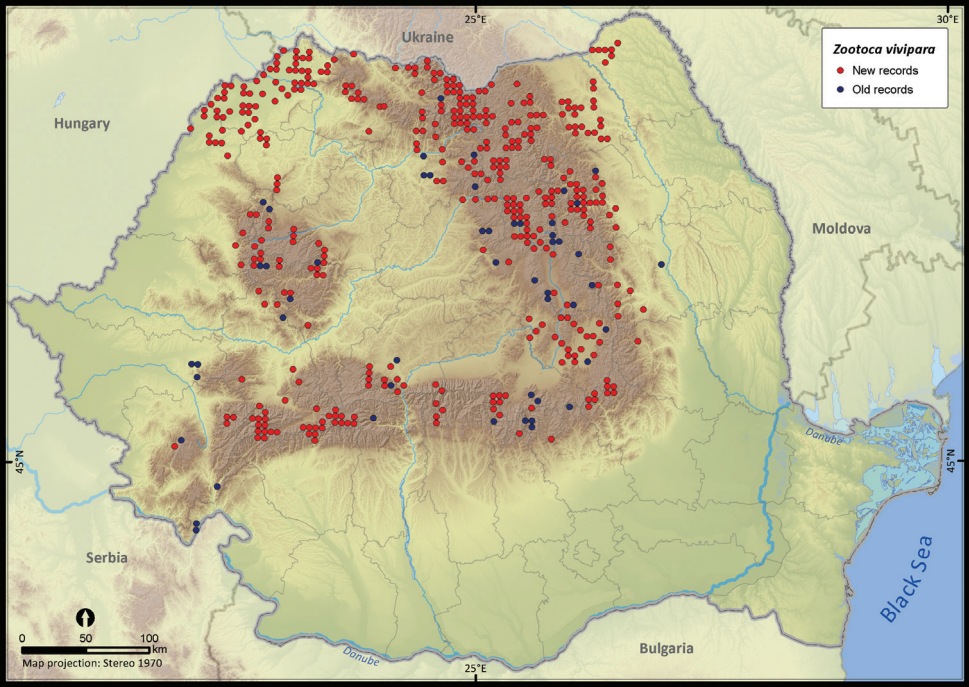 25°E
30°E
Ukraine
Zootoca vivipara
New records
Old records
Hungary
Moldova
Danube
45°N
45°N
Serbia
Black Sea
0 50 100
km
Map projection: Stereo 1970
Danube
Bulgaria
25°E